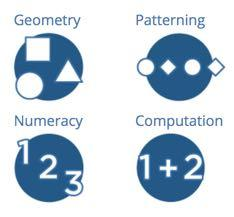 Geometry
Patterning
Numeracy
1 2 3
Computation
1+2